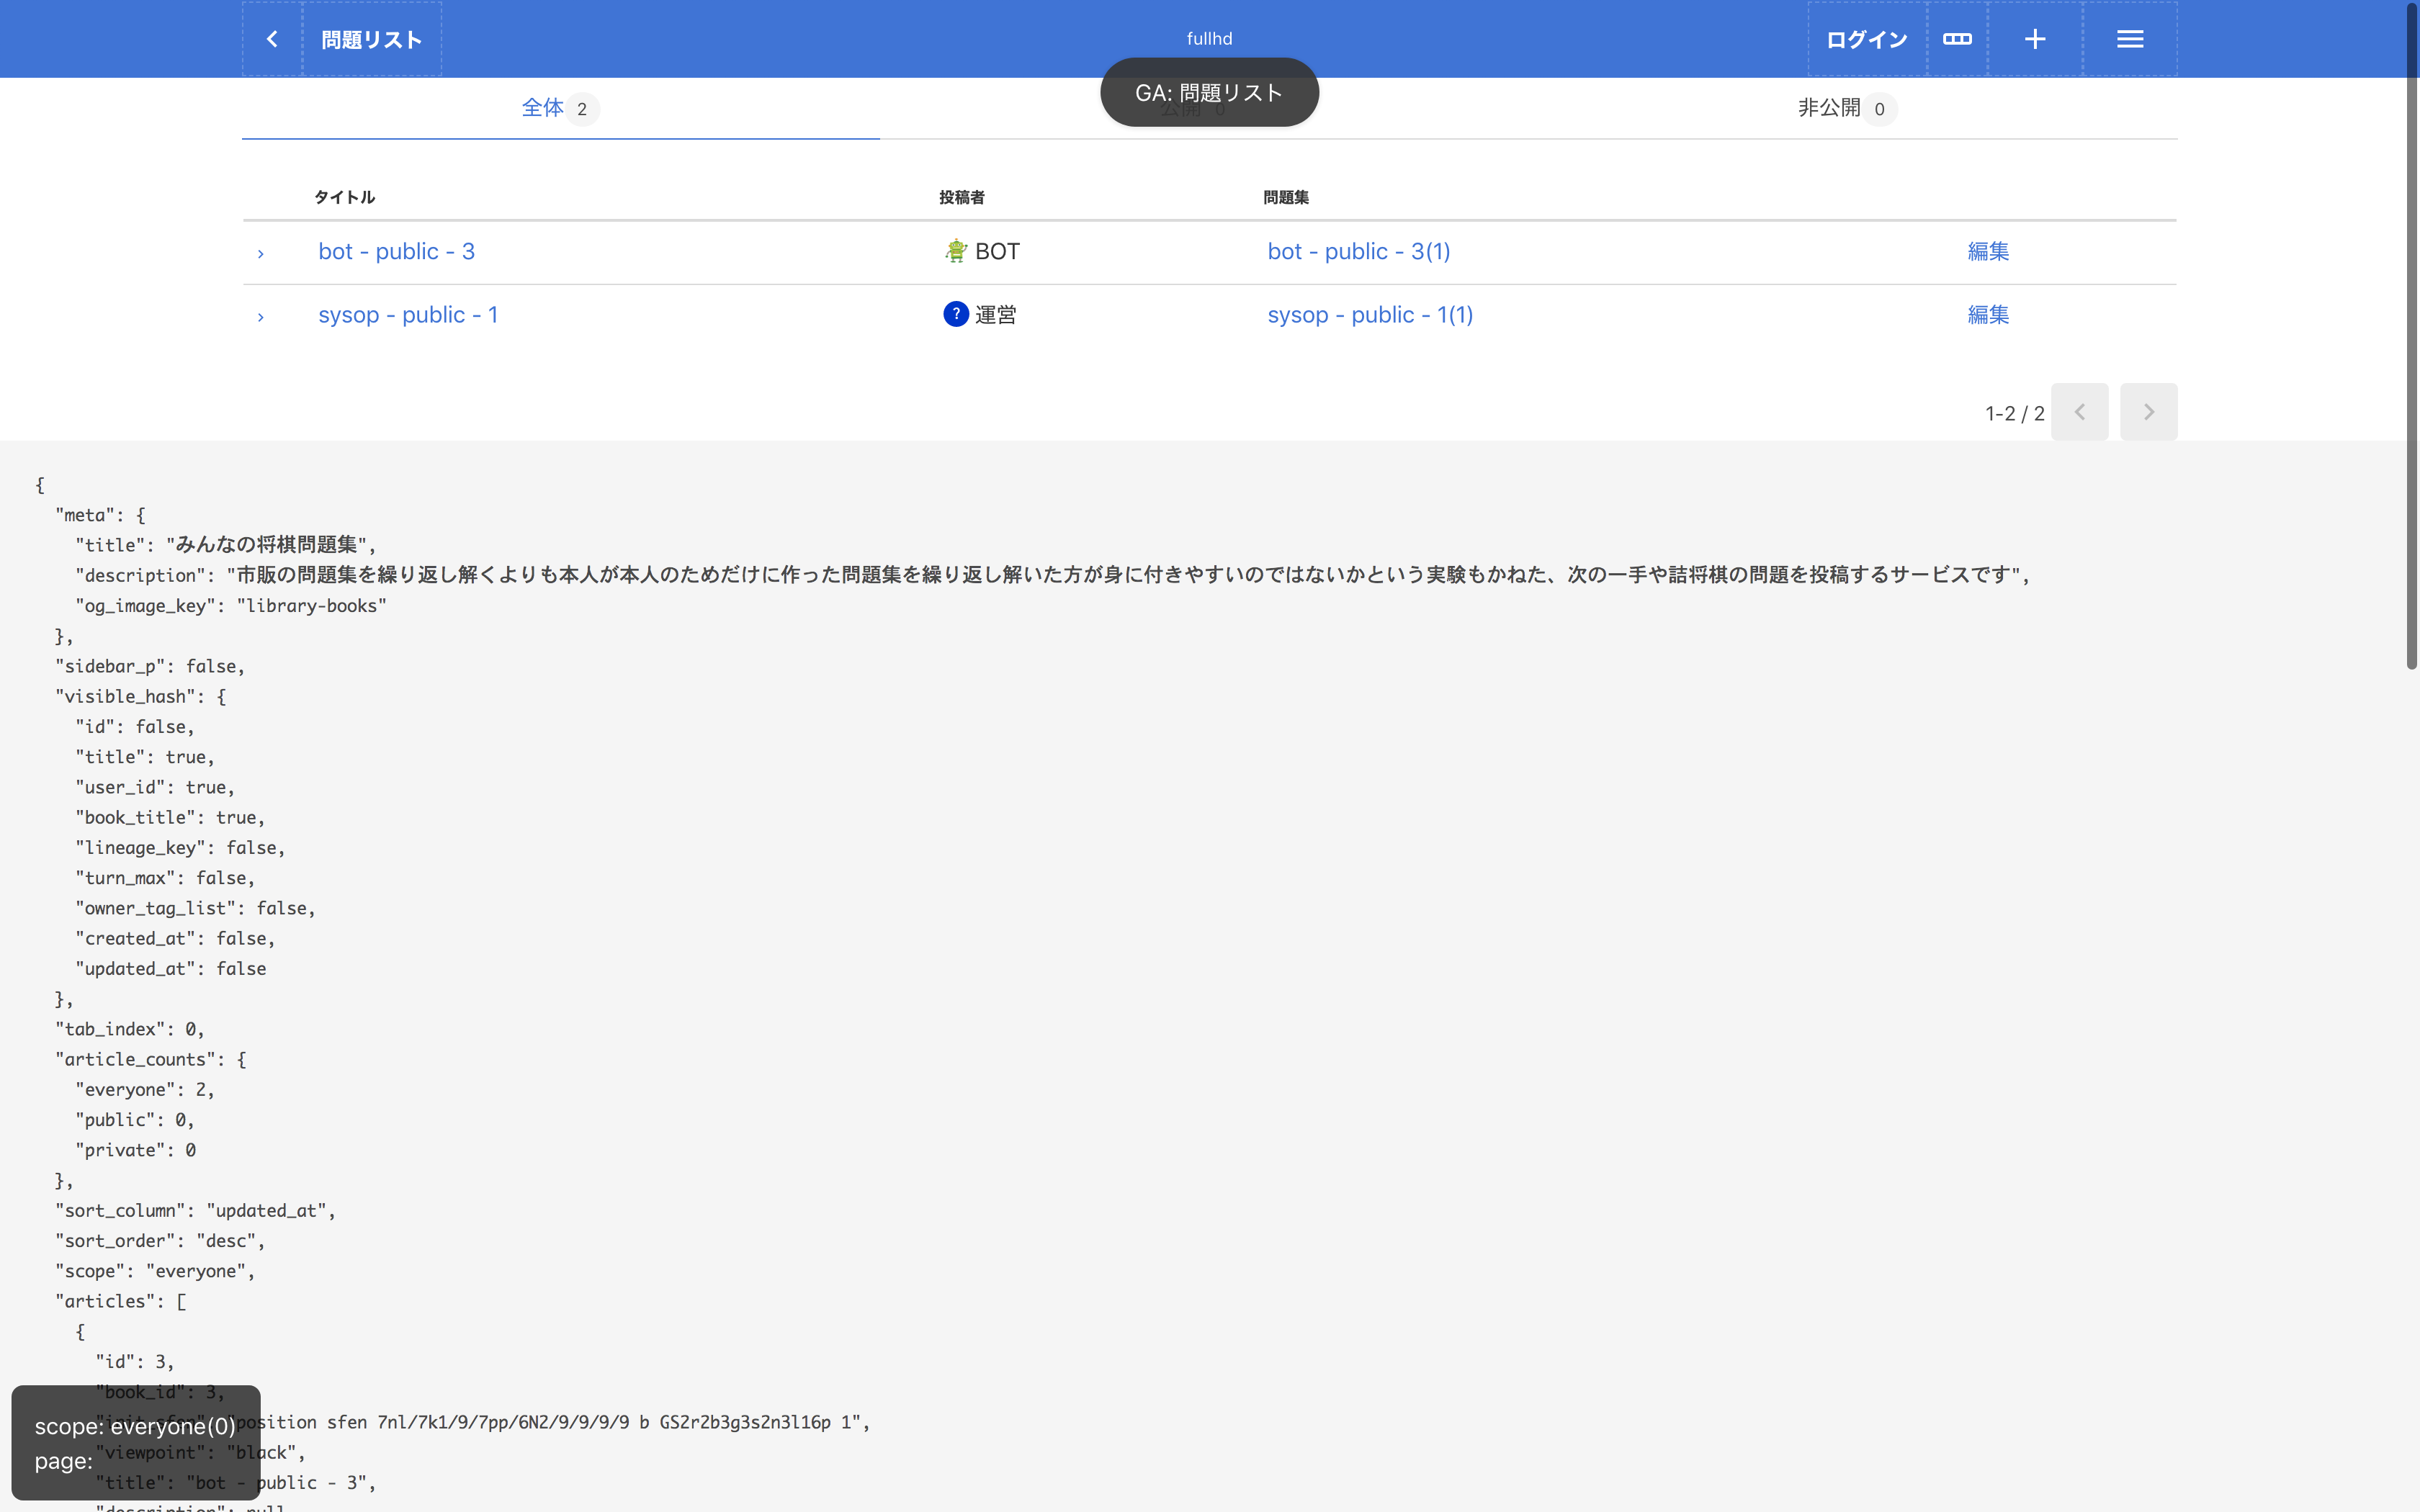 問題リスト
fullhd
ログイン
GA: 問題リスト
全体 2
公開 0
非公開 0
タイトル 投稿者 問題集
bot - public - 3 BOT bot - public - 3(1) 編集
sysop - public - 1 ? 運営 sysop - public - 1(1) 編集
1-2 / 2
{
"meta": {
"title": "みんなの将棋問題集",
"description": "市販の問題集を繰り返し解くよりも本人が本人のためだけに作った問題集を繰り返し解いた方が身に付きやすいのではないかという実験もかねた、次の一手や詰将棋の問題を投稿するサービスです",
"og_image_key": "library-books"
},
"sidebar_p": false,
"visible_hash": {
"id": false,
"title": true,
"user_id": true,
"book_title": true,
"lineage_key": false,
"turn_max": false,
"owner_tag_list": false,
"created_at": false,
"updated_at": false
},
"tab_index": 0,
"article_counts": {
"everyone": 2,
"public": 0,
"private": 0
},
"sort_column": "updated_at",
"sort_order": "desc",
"scope": "everyone",
"articles": [
{
"id": 3,
"book_id": 3,
"init_sfen": "position sfen 7nl/7k1/9/7pp/6N2/9/9/9/9 b GS2r2b3g3s2n3l16p 1",
"viewpoint": "black",
"title": "bot - public - 3",
"description": null
scope: everyone(0)
page: